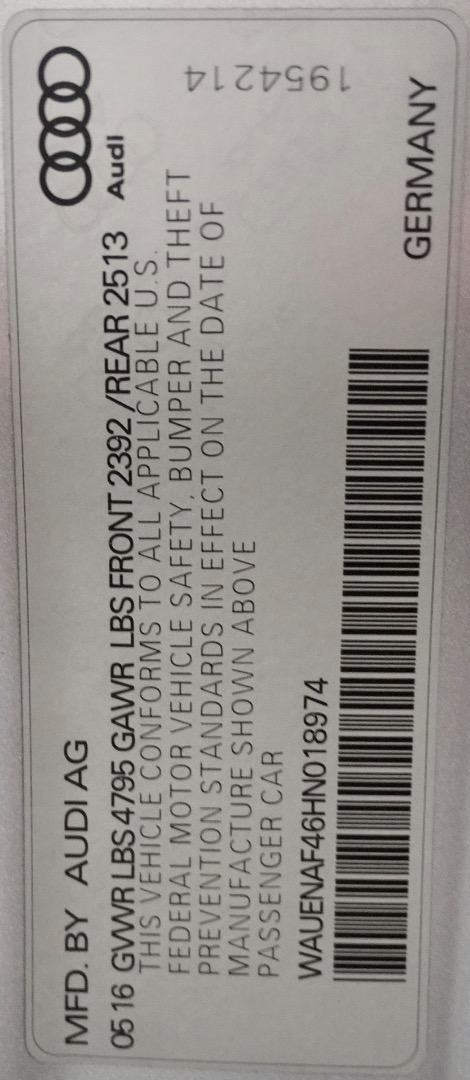 MFD. BY AUDI AG
Audi
05 16 GVWR LBS 4795 GAWR LBS FRONT 2392 / REAR 2513
THIS VEHICLE CONFORMS TO ALL APPLICABLE U.S.
FEDERAL MOTOR VEHICLE SAFETY, BUMPER AND THEFT
PREVENTION STANDARDS IN EFFECT ON THE DATE OF
MANUFACTURE SHOWN ABOVE
PASSENGER CAR
1954214
WAUENAF46HN018974
GERMANY